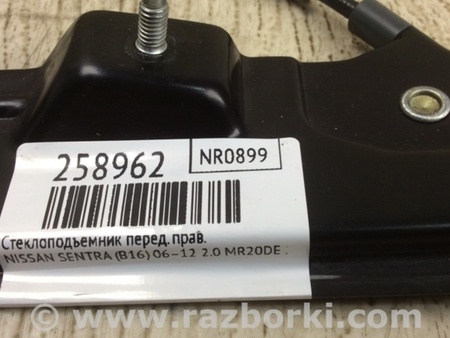 258962
NR0899
Стеклоподъемник перед. прав.
NISSAN SENTRA (B16) 06-12 2.0 MR20DE
www.razborki.com